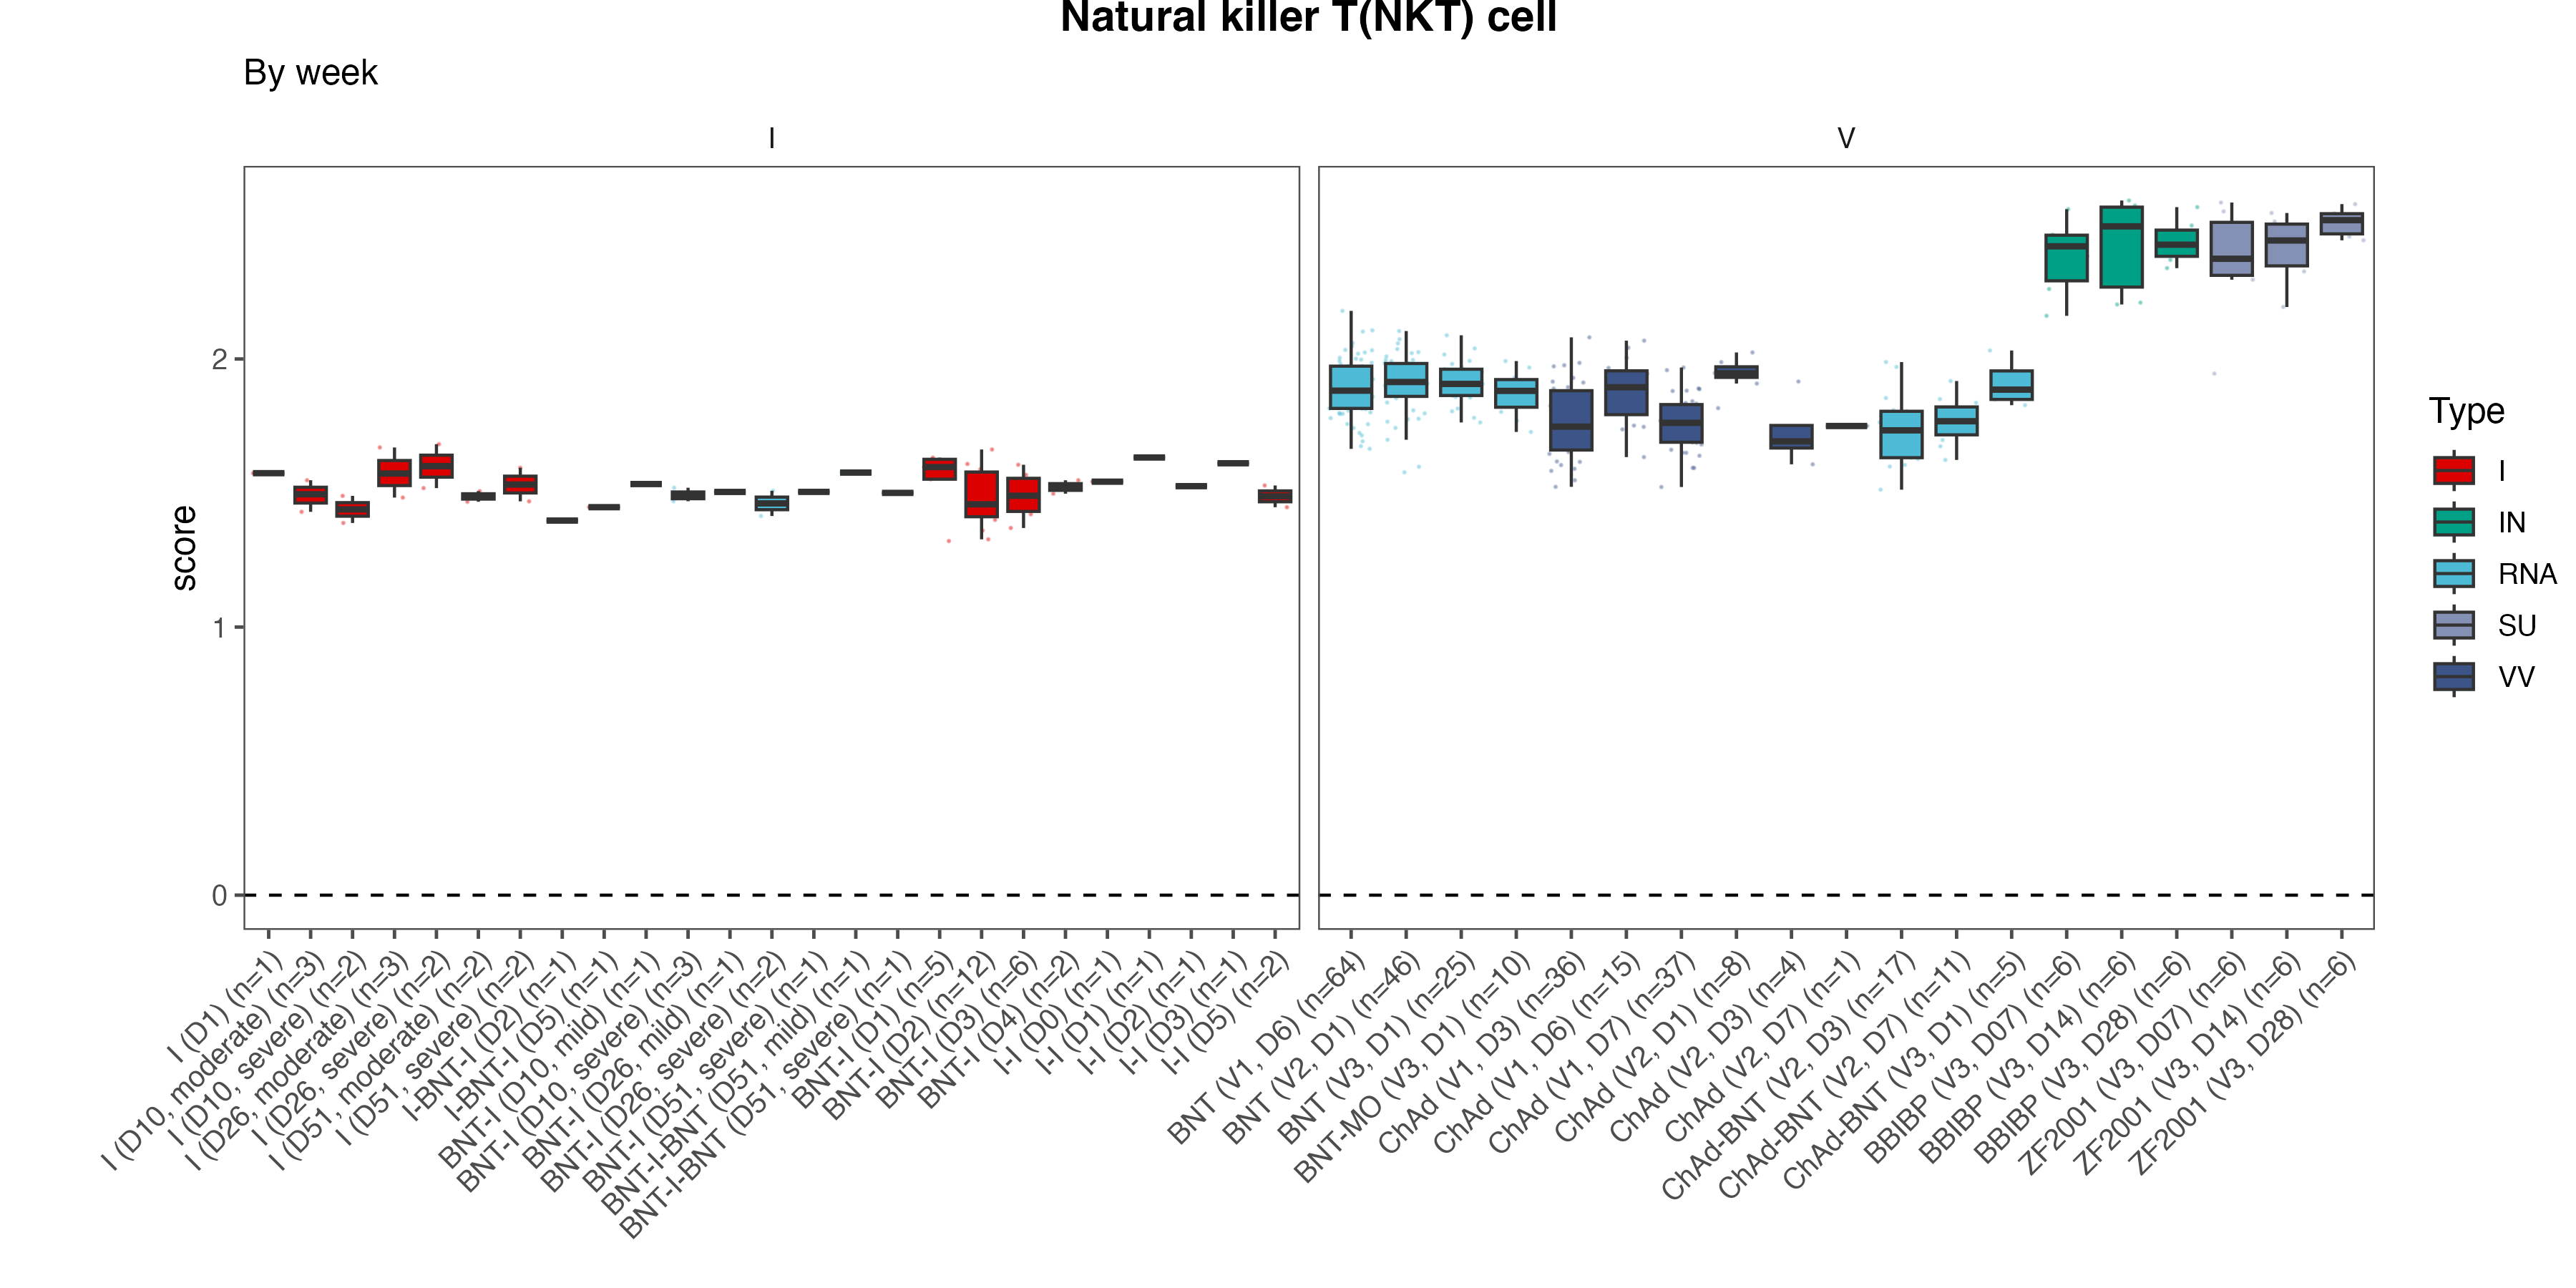 Natural killer T(NKT) cell
By week
I
V
score
2
1
0
I (D1) (n=1)
I (D10, moderate) (n=3)
I (D10, severe) (n=2)
I (D26, moderate) (n=3)
I (D26, severe) (n=2)
I (D51, moderate) (n=2)
I (D51, severe) (n=2)
I-BNT-I (D2) (n=1)
I-BNT-I (D5) (n=1)
BNT-I (D10, mild) (n=1)
BNT-I (D10, severe) (n=3)
BNT-I (D26, mild) (n=1)
BNT-I (D26, severe) (n=2)
BNT-I (D51, severe) (n=1)
BNT-I-BNT (D51, mild) (n=1)
BNT-I-BNT (D51, severe) (n=1)
BNT-I (D1) (n=5)
BNT-I (D2) (n=12)
BNT-I (D3) (n=6)
BNT-I (D4) (n=2)
I-I (D0) (n=1)
I-I (D1) (n=1)
I-I (D2) (n=1)
I-I (D3) (n=1)
I-I (D5) (n=2)
BNT (V1, D6) (n=64)
BNT (V2, D1) (n=46)
BNT (V3, D1) (n=25)
BNT-MO (V3, D1) (n=10)
ChAd (V1, D3) (n=36)
ChAd (V1, D6) (n=15)
ChAd (V1, D7) (n=37)
ChAd (V2, D1) (n=8)
ChAd (V2, D3) (n=4)
ChAd (V2, D7) (n=1)
ChAd-BNT (V2, D3) (n=17)
ChAd-BNT (V2, D7) (n=11)
ChAd-BNT (V3, D1) (n=5)
BBIBP (V3, D07) (n=6)
BBIBP (V3, D14) (n=6)
BBIBP (V3, D28) (n=6)
ZF2001 (V3, D07) (n=6)
ZF2001 (V3, D14) (n=6)
ZF2001 (V3, D28) (n=6)
Type
I
IN
RNA
SU
VV